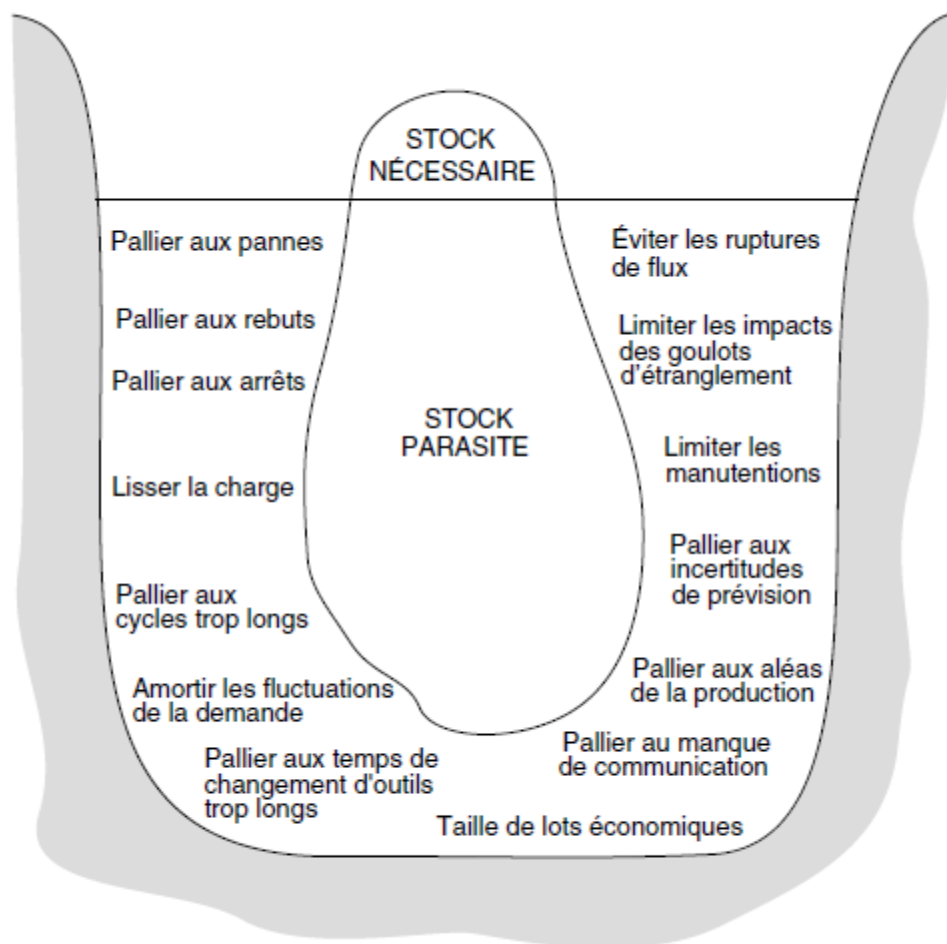 STOCK
NÉCESSAIRE
Pallier aux pannes
Pallier aux rebuts
Pallier aux arrêts
Lisser la charge
Pallier aux
cycles trop longs
Amortir les fluctuations
de la demande
Pallier aux temps de
changement d'outils
trop longs
STOCK
PARASITE
Éviter les ruptures
de flux
Limiter les impacts
des goulots
d'étranglement
Limiter les
manutentions
Pallier aux
incertitudes
de prévision
Pallier aux aléas
de la production
Pallier au manque
de communication
Taille de lots économiques